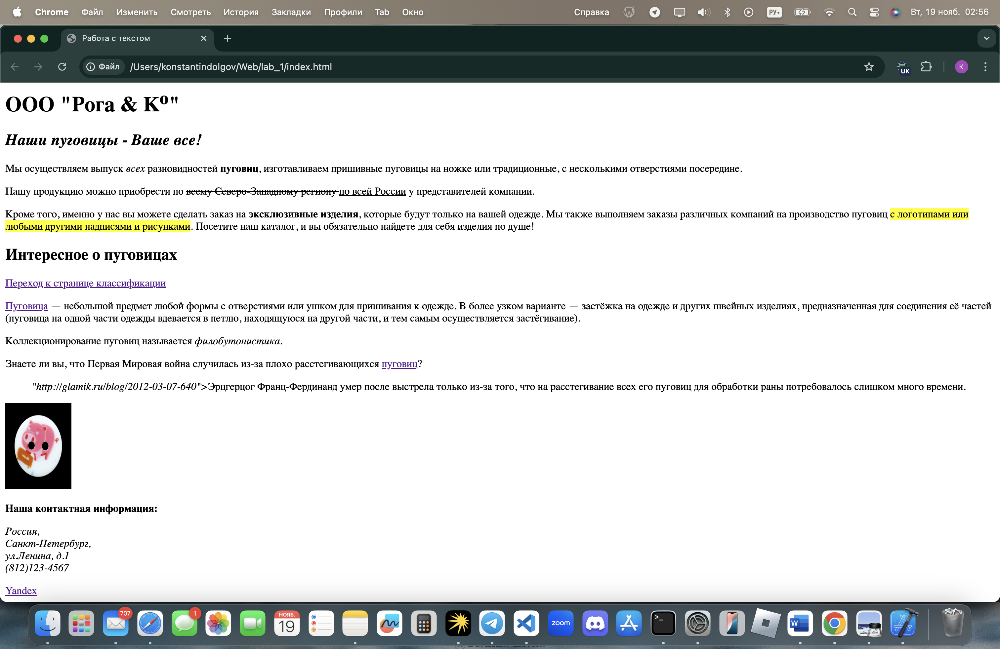 Chrome Файл Изменить Смотреть История Закладки Профили Tab Окно Справка РУ Вт, 19 нояб. 02:56
Работа с текстом
Файл /Users/konstantindolgov/Web/lab_1/index.html UK K
ООО "Рога & Kº"
Наши пуговицы - Ваше все!
Мы осуществляем выпуск всех разновидностей пуговиц, изготавливаем пришивные пуговицы на ножке или традиционные, с несколькими отверстиями посередине.
Нашу продукцию можно приобрести по всему Северо-Западному региону по всей России у представителей компании.
Кроме того, именно у нас вы можете сделать заказ на эксклюзивные изделия, которые будут только на вашей одежде. Мы также выполняем заказы различных компаний на производство пуговиц с логотипами или
любыми другими надписями и рисунками. Посетите наш каталог, и вы обязательно найдете для себя изделия по душе!
Интересное о пуговицах
Переход к странице классификации
Пуговица — небольшой предмет любой формы с отверстиями или ушком для пришивания к одежде. В более узком варианте — застёжка на одежде и других швейных изделиях, предназначенная для соединения её частей
(пуговица на одной части одежды вдевается в петлю, находящуюся на другой части, и тем самым осуществляется застёгивание).
Коллекционирование пуговиц называется филобутонистика.
Знаете ли вы, что Первая Мировая война случилась из-за плохо расстегивающихся пуговиц?
"http://glamik.ru/blog/2012-03-07-640">Эрцгерцог Франц-Фердинанд умер после выстрела только из-за того, что на расстегивание всех его пуговиц для обработки раны потребовалось слишком много времени.
Наша контактная информация:
Россия,
Санкт-Петербург,
ул.Ленина, д.1
(812)123-4567
Yandex
707 1 НОЯБ. 19 zoom >_ W